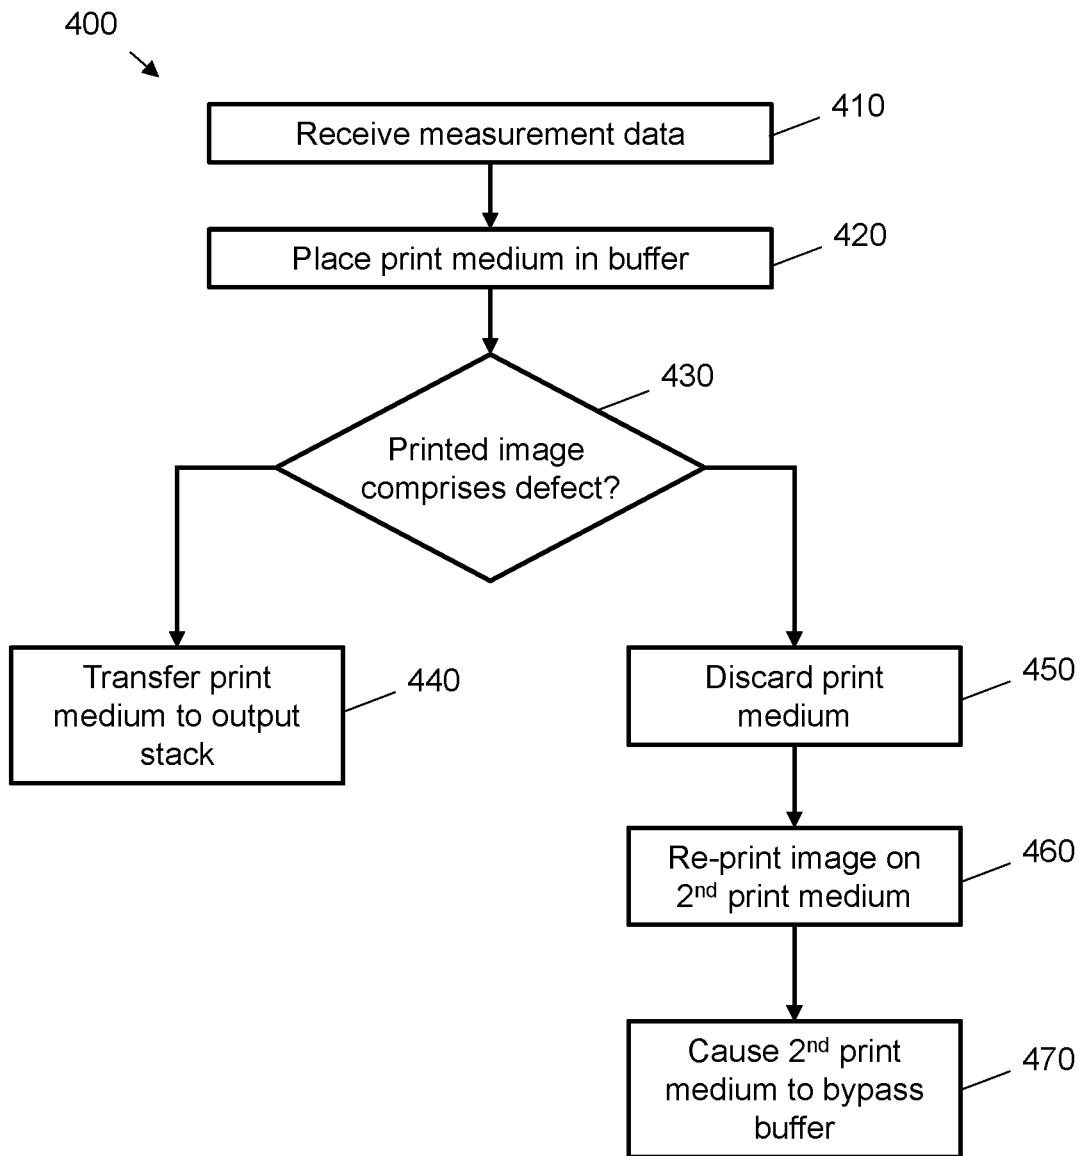 400
Receive measurement data
410
Place print medium in buffer
420
430
Printed image
comprises defect?
Transfer print
medium to output
stack
440
Discard print
medium
450
Re-print image on
2nd print medium
460
Cause 2nd print
medium to bypass
buffer
470